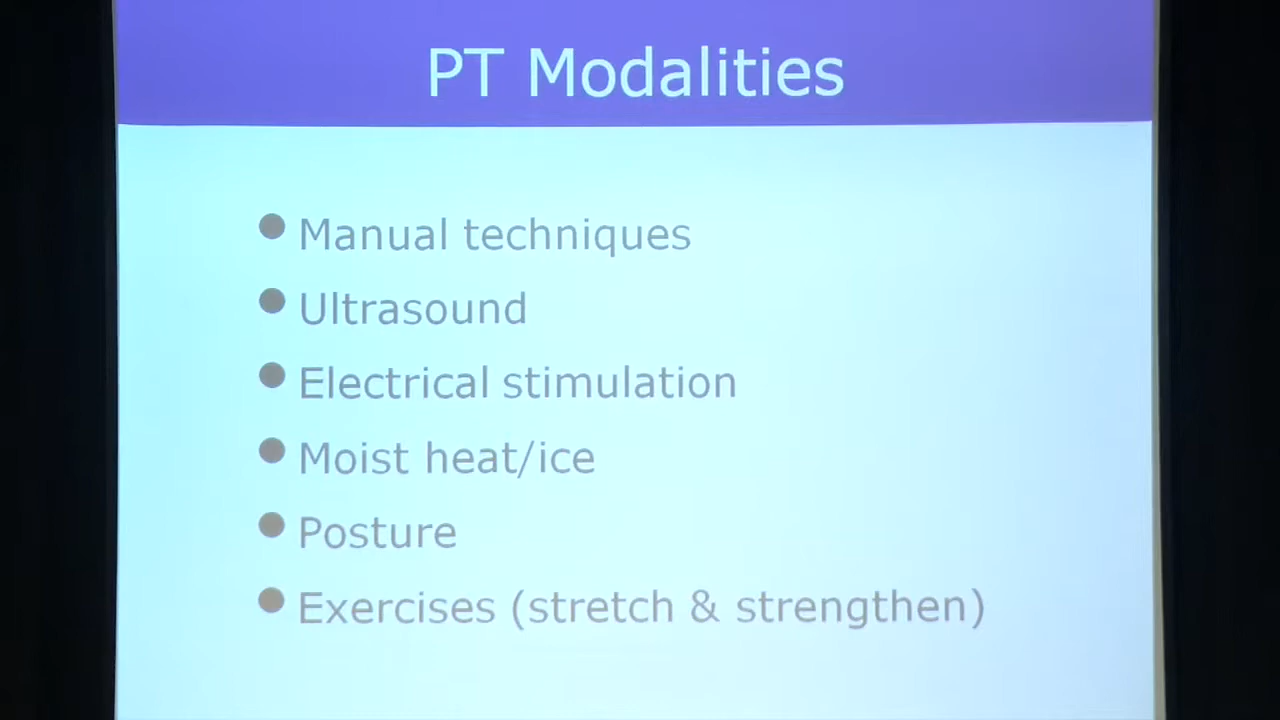 PT Modalities
Manual techniques
Ultrasound
Electrical stimulation
Moist heat/ice
Posture
Exercises (stretch & strengthen)